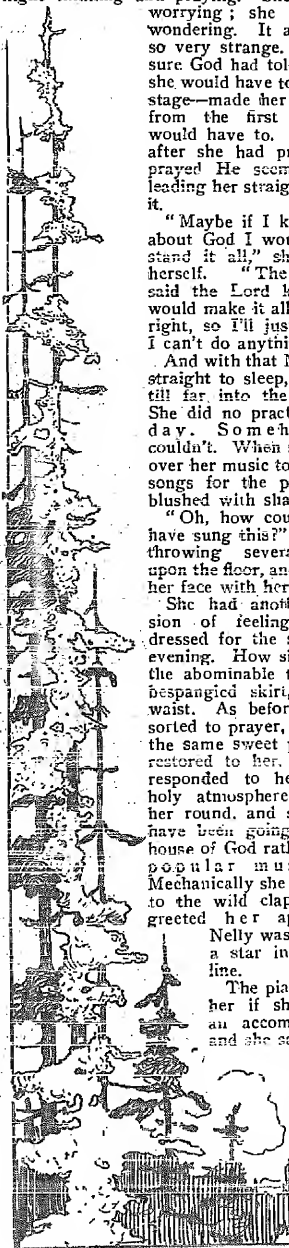 worrying ; she
wondering. It a
so very strange.
sure God had tol
she would have to
stage—made her
from the first
would have to.
after she had pr
prayed He seem
leading her straig
it.
"Maybe if I k
about God I wou
stand it all," sh
herself. "The
said the Lord k
would make it all
right, so I'll jus
I can't do anythi
And with that N
straight to sleep,
till far into the
She did no pract
day. Someh
couldn't. When
over her music to
songs for the p
blushed with sha
"Oh, how cou
have sung this?"
throwing severa
upon the floor, an
her face with her
She had anoth
sion of feeling
dressed for the s
evening. How si
the abominable t
bespangled skirt,
waist. As befor
sorted to prayer,
the same sweet p
restored to her.
responded to he
holy atmosphere
her round, and s
have been going
house of God rath
popular mu
Mechanically she
to the wild clap
greeted her ap
Nelly was
a star in
line.
The pia
her if sh
an accom
and she s